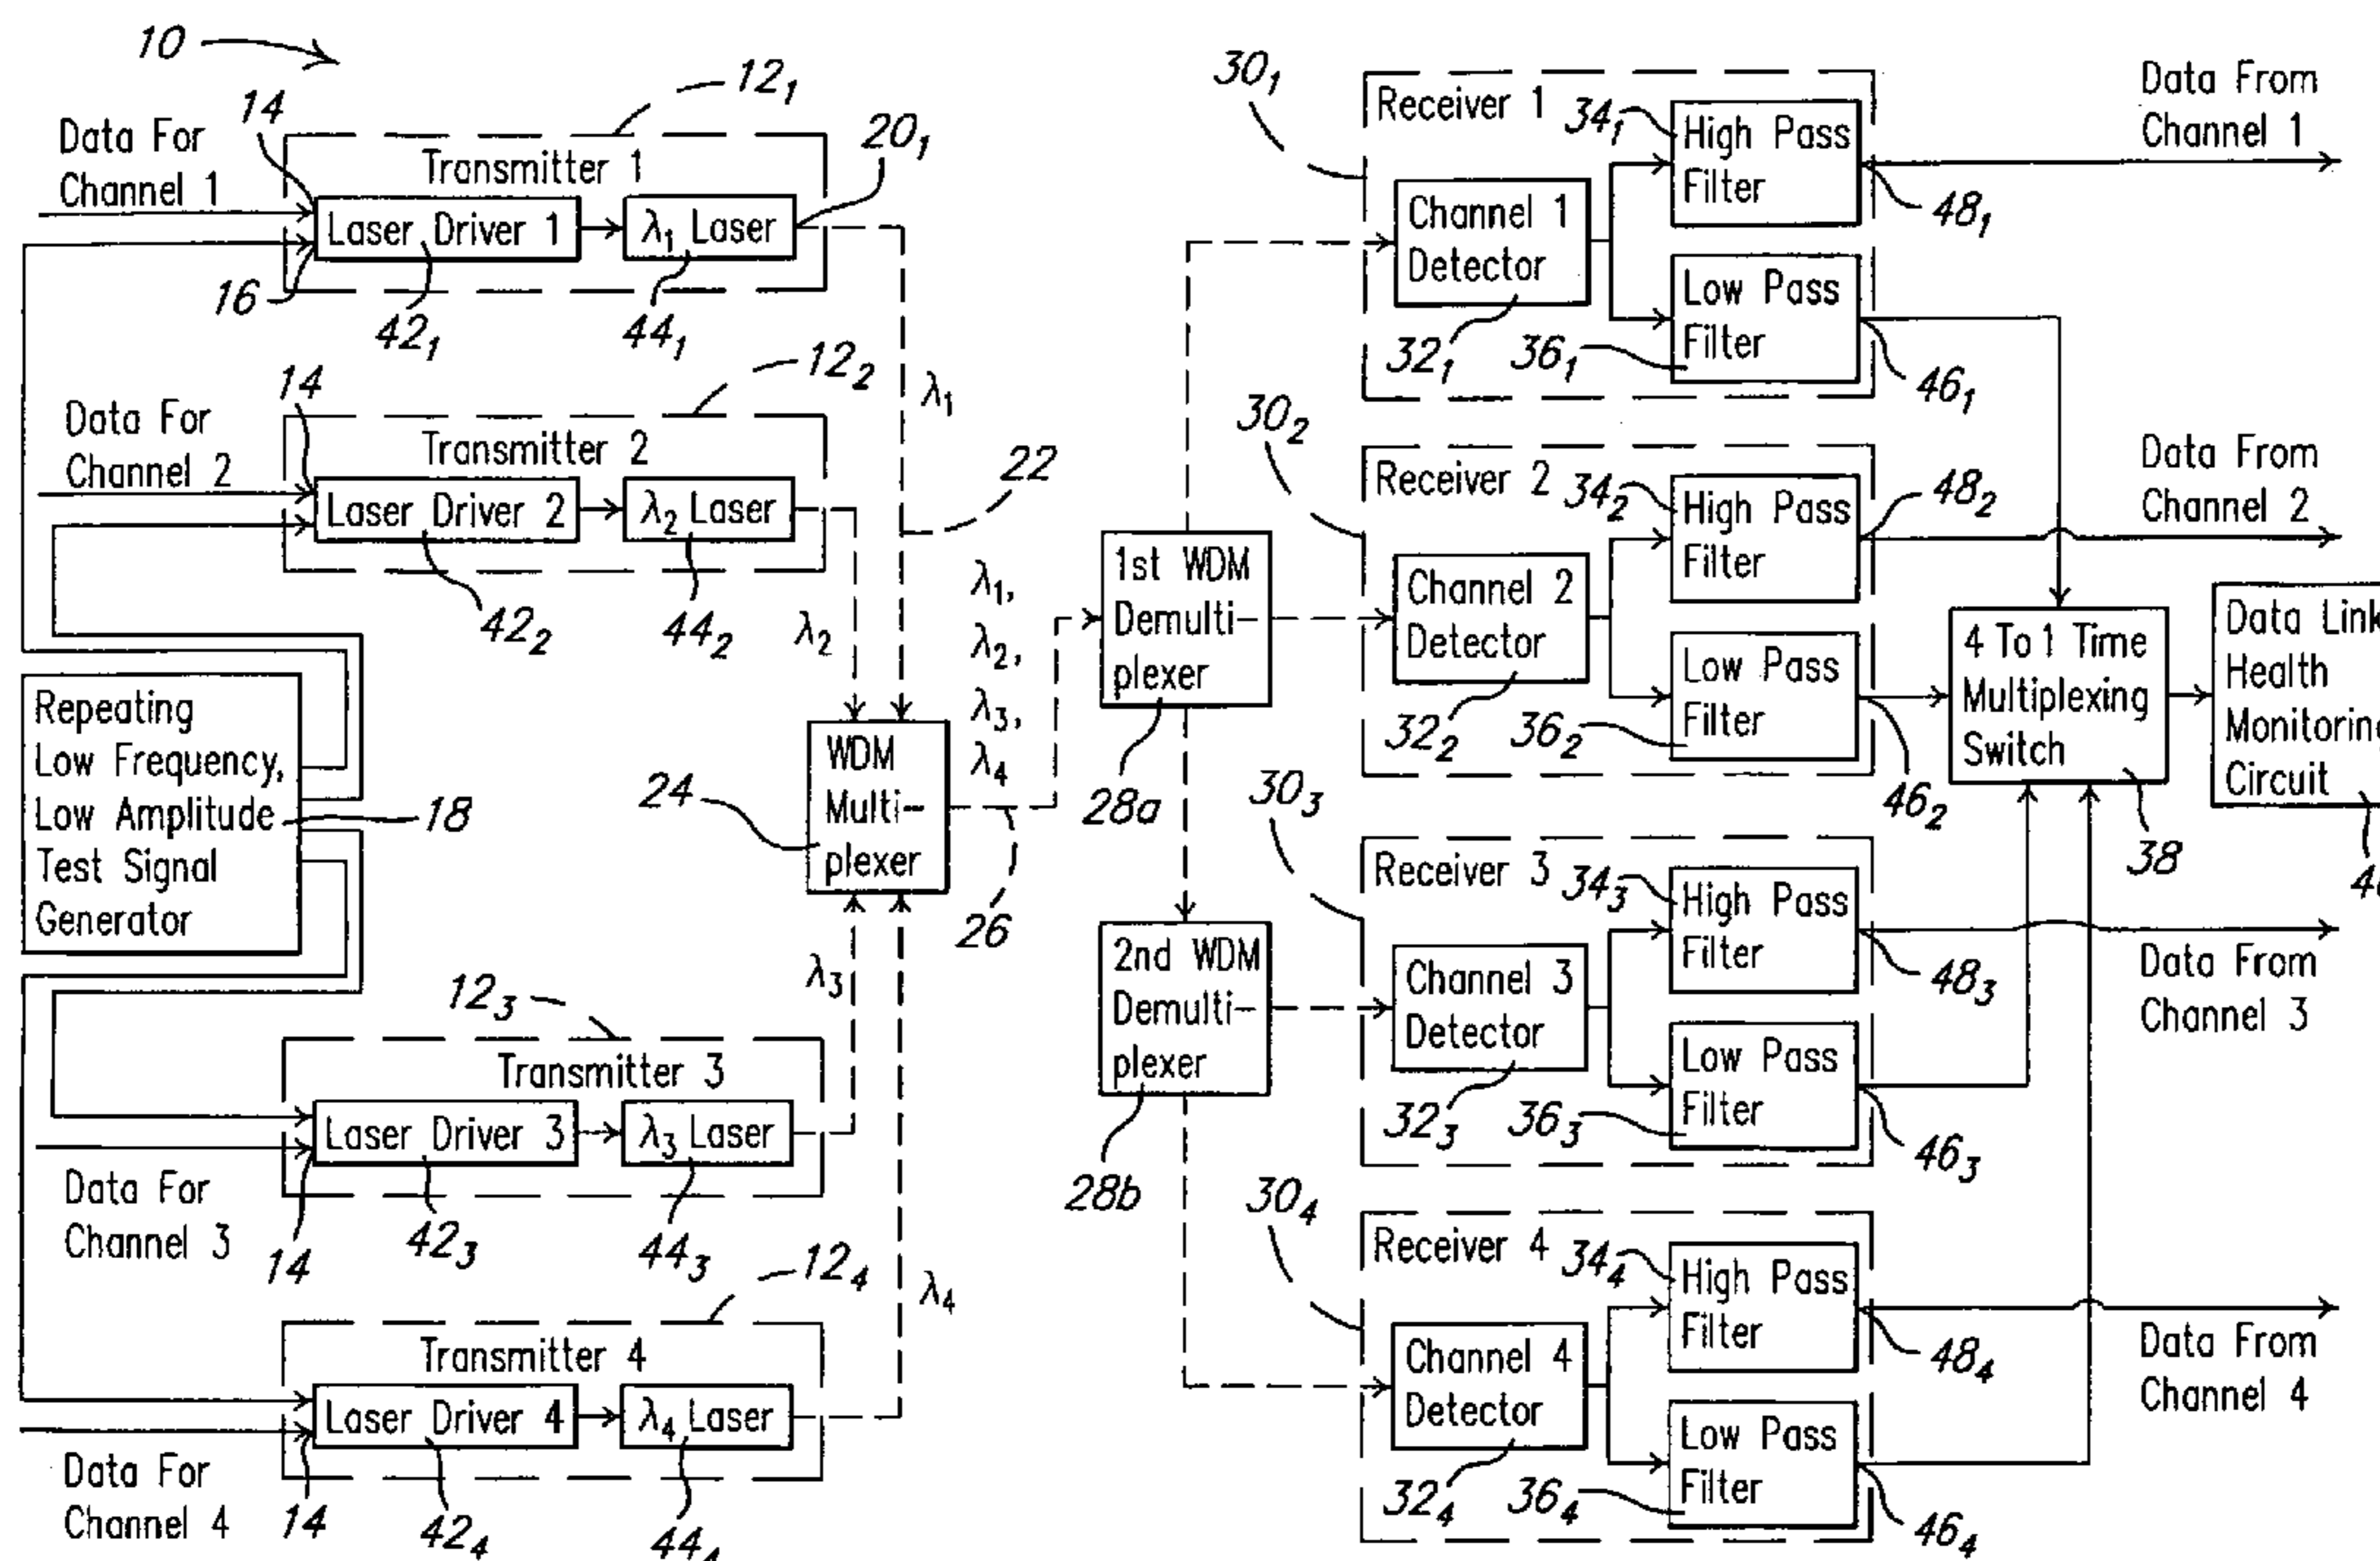 10
Data For
Channel 1
14
16
12₁
Transmitter 1
Laser Driver 1
λ₁ Laser
42₁
44₁
20₁
λ₁
22
Data For
Channel 2
14
12₂
Transmitter 2
Laser Driver 2
λ₂ Laser
42₂
44₂
λ₂
Repeating
Low Frequency,
Low Amplitude
Test Signal
Generator
18
WDM
Multi-
plexer
24
λ₁,
λ₂,
λ₃,
λ₄
26
12₃
Transmitter 3
Laser Driver 3
λ₃ Laser
λ₃
Data For
Channel 3
14
42₃
44₃
12₄
Transmitter 4
Laser Driver 4
λ₄ Laser
λ₄
Data For
Channel 4
14
42₄
44₄
1st WDM
Demulti-
plexer
28a
2nd WDM
Demulti-
plexer
28b
30₁
Receiver 1
34₁
High Pass
Filter
Channel 1
Detector
Low Pass
Filter
32₁
36₁
48₁
46₁
Data From
Channel 1
30₂
Receiver 2
34₂
High Pass
Filter
Channel 2
Detector
Low Pass
Filter
32₂
36₂
48₂
46₂
Data From
Channel 2
4 To 1 Time
Multiplexing
Switch
38
Data Link
Health
Monitoring
Circuit
30₃
Receiver 3
34₃
High Pass
Filter
Channel 3
Detector
Low Pass
Filter
32₃
36₃
48₃
46₃
Data From
Channel 3
30₄
Receiver 4
34₄
High Pass
Filter
Channel 4
Detector
Low Pass
Filter
32₄
36₄
48₄
46₄
Data From
Channel 4